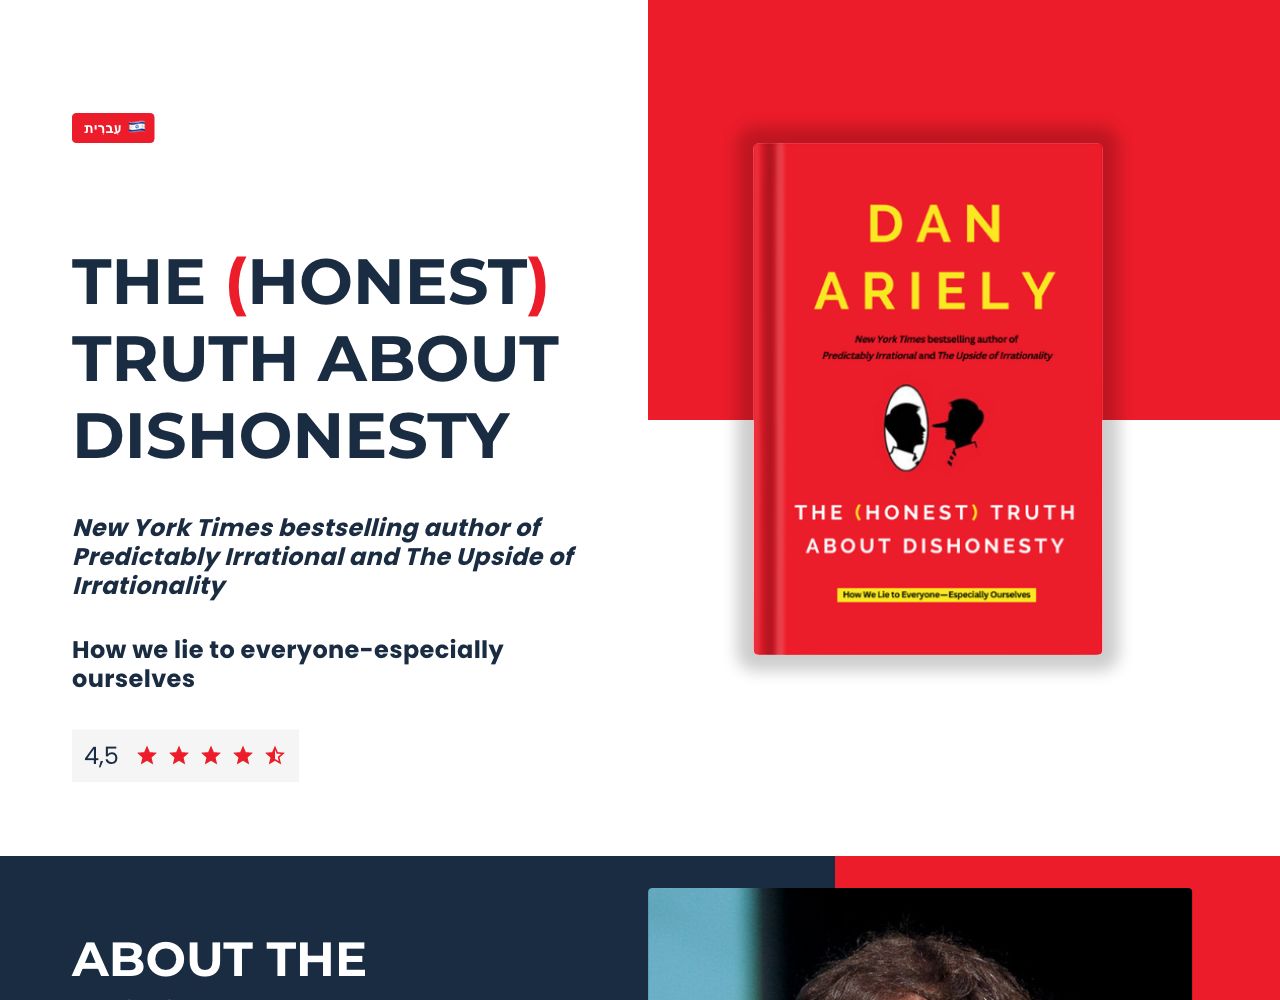 עברית 🇮🇱
THE (HONEST)
TRUTH ABOUT
DISHONESTY
New York Times bestselling author of
Predictably Irrational and The Upside of
Irrationality
How we lie to everyone-especially
ourselves
4,5
DAN
ARIELY
New York Times bestselling author of
Predictably Irrational and The Upside of Irrationality
THE (HONEST) TRUTH
ABOUT DISHONESTY
How We Lie to Everyone—Especially Ourselves
ABOUT THE